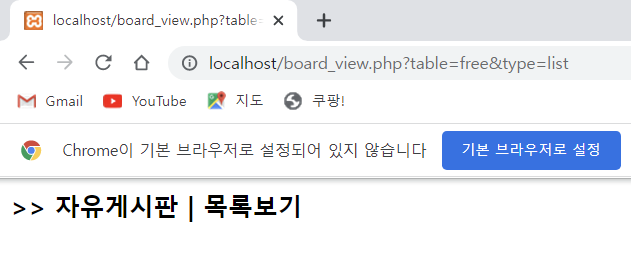 localhost/board_view.php?table=
localhost/board_view.php?table=free&type=list
Gmail YouTube 지도 쿠팡!
Chrome이 기본 브라우저로 설정되어 있지 않습니다 기본 브라우저로 설정
>> 자유게시판 | 목록보기